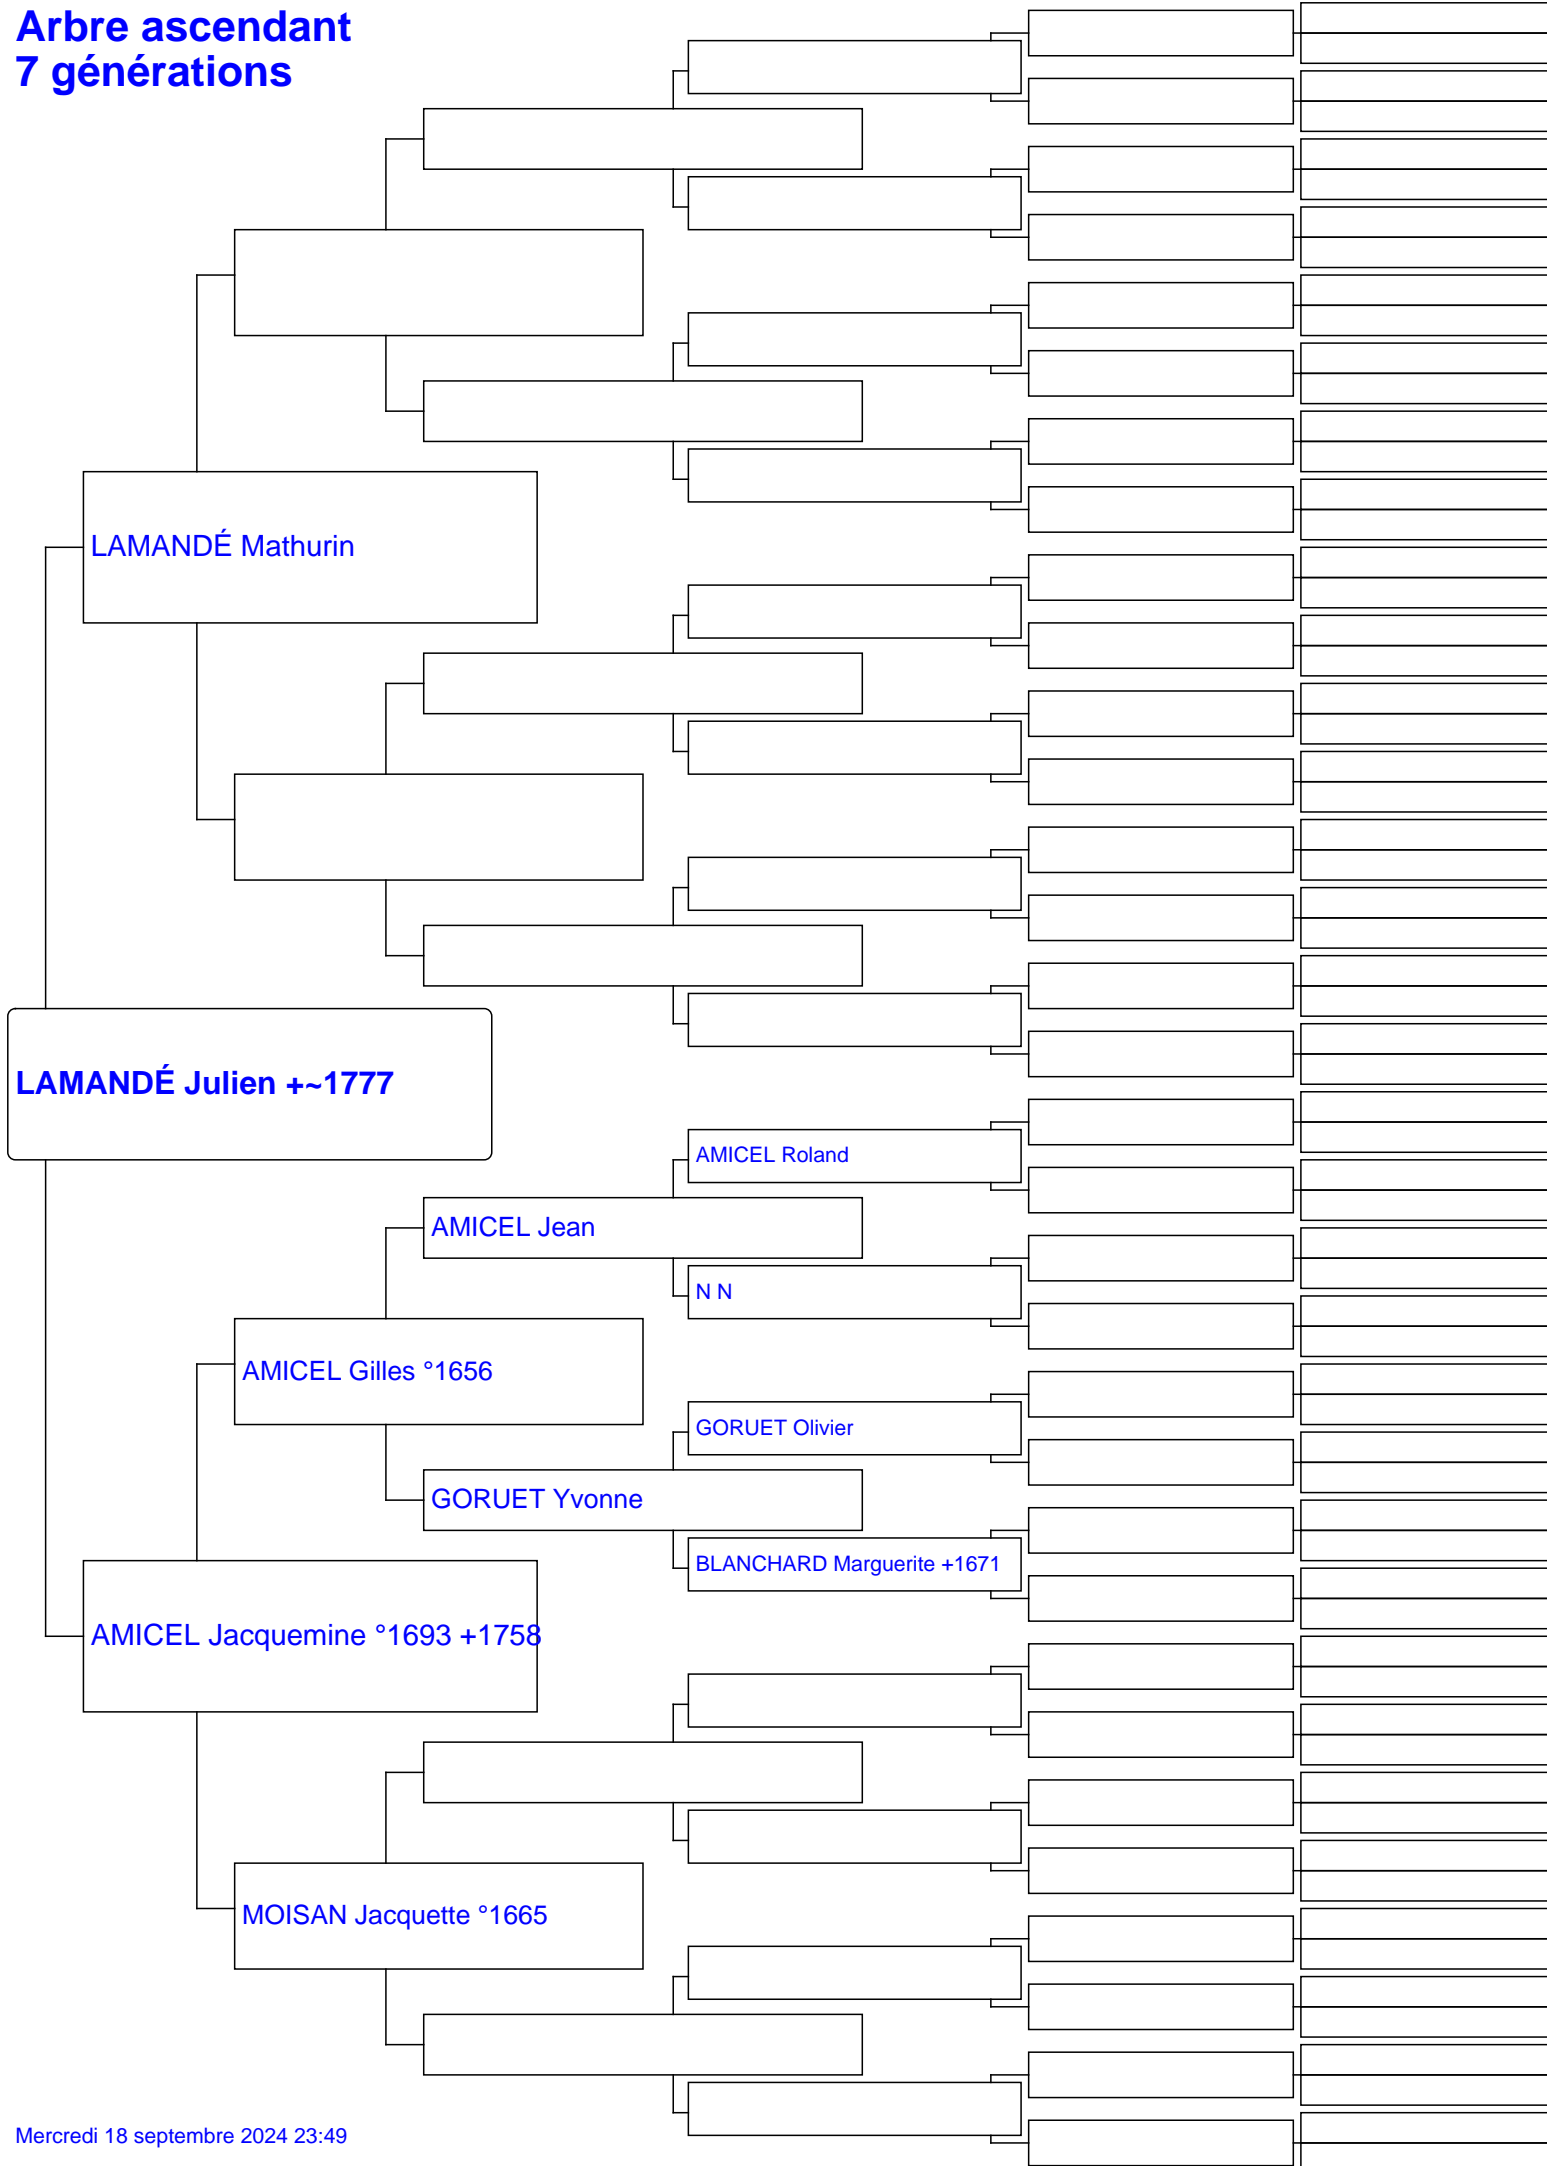 Arbre ascendant
7 générations
LAMANDÉ Mathurin
LAMANDÉ Julien +~1777
AMICEL Roland
AMICEL Jean
N N
AMICEL Gilles °1656
GORUET Olivier
GORUET Yvonne
BLANCHARD Marguerite +1671
AMICEL Jacquemine °1693 +1758
MOISAN Jacquette °1665
Mercredi 18 septembre 2024 23:49